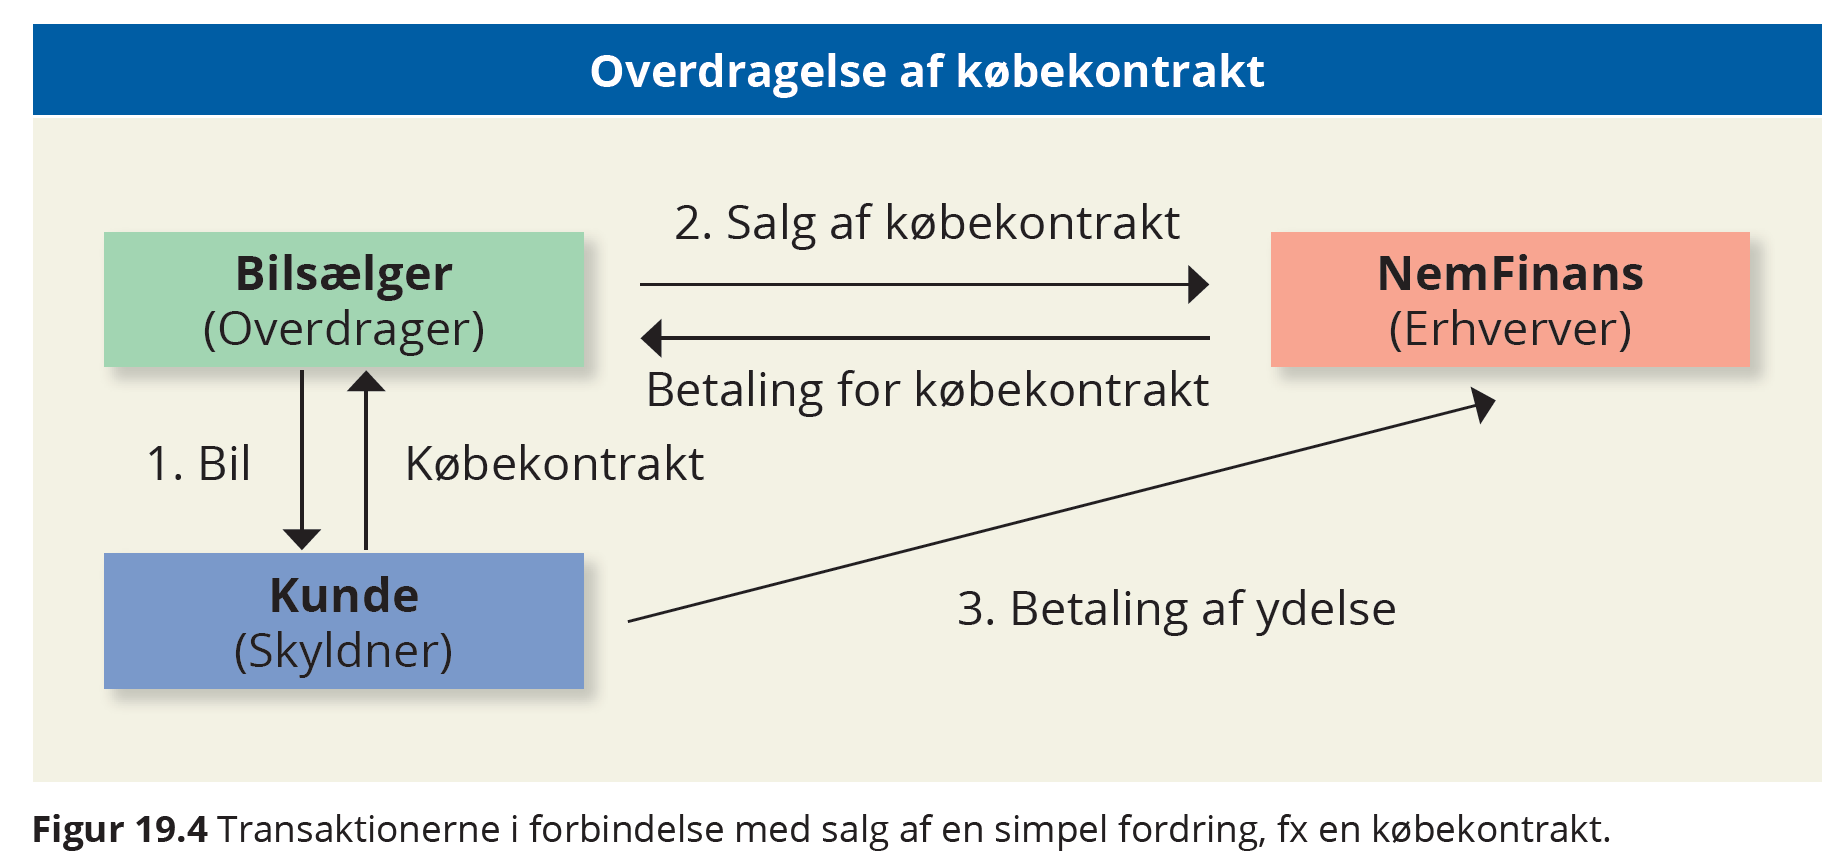 Overdragelse af købekontrakt
2. Salg af købekontrakt
Bilsælger
(Overdrager)
NemFinans
(Erhverver)
Betaling for købekontrakt
1. Bil
Købekontrakt
Kunde
(Skyldner)
3. Betaling af ydelse
Figur 19.4 Transaktionerne i forbindelse med salg af en simpel fordring, fx en købekontrakt.